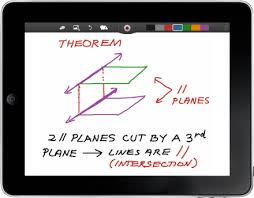 THEOREM
//
PLANES
2 // PLANES CUT BY A 3rd
PLANE → LINES ARE //
(INTERSECTION)